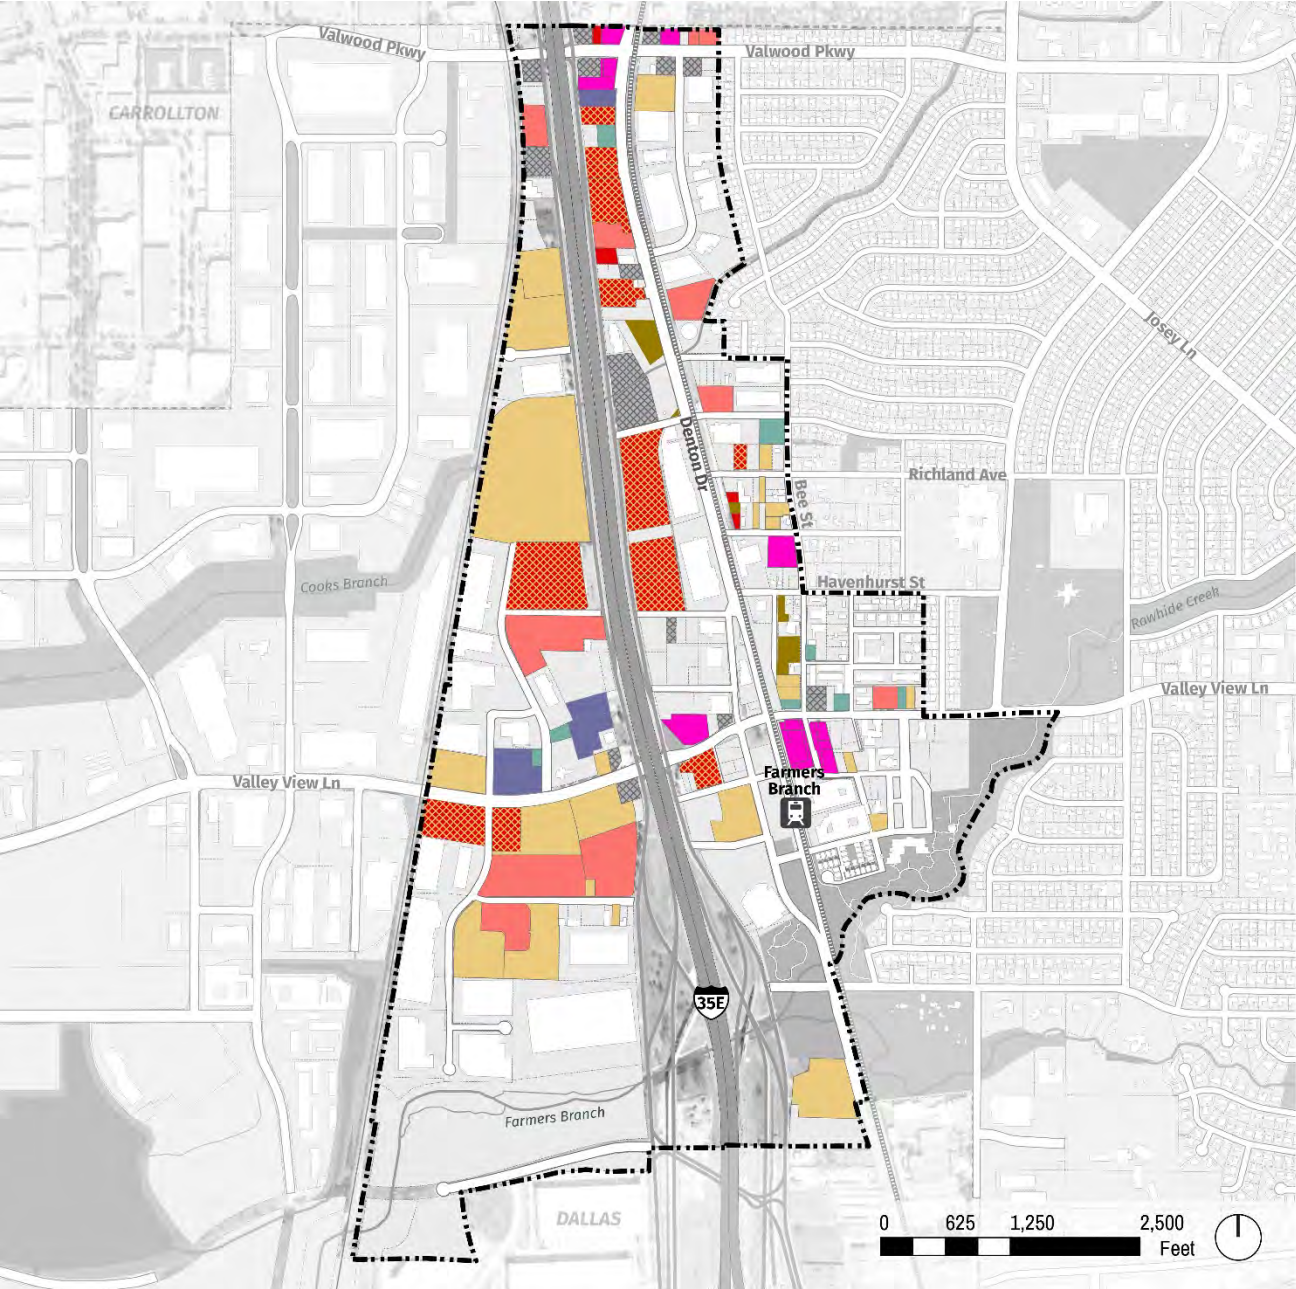 Valwood Pkwy
Valwood Pkwy
CARROLLTON
Josey Ln
Denton Dr
Richland Ave
Bee St
Cooks Branch
Havenhurst St
Rawhide Creek
Valley View Ln
Valley View Ln
Farmers
Branch
35E
Farmers Branch
DALLAS
0 625 1,250 2,500
Feet